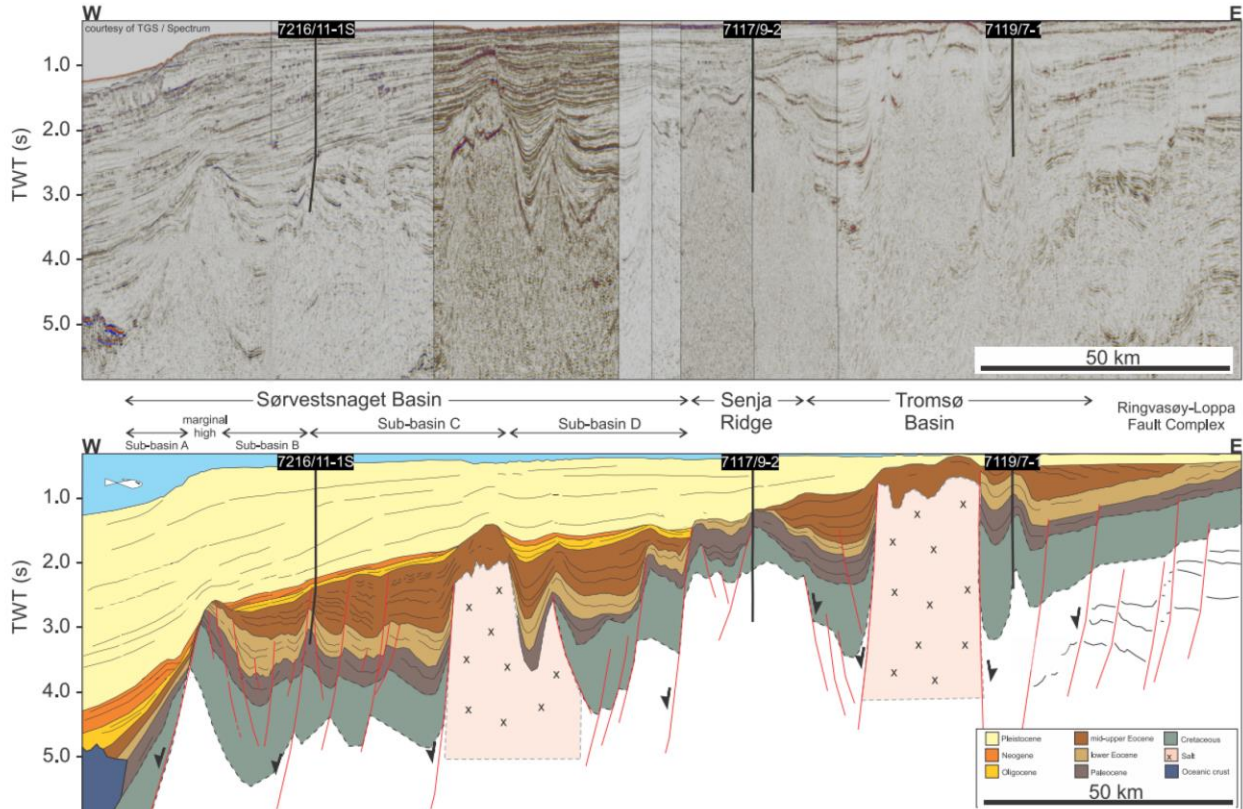 W
E
courtesy of TGS / Spectrum
7216/11-1S
7117/9-2
7119/7-1
1.0
2.0
3.0
4.0
5.0
TWT (s)
50 km
Sørvestsnaget Basin
Senja
Ridge
Tromsø
Basin
Ringvasøy-Loppa
Fault Complex
marginal
high
Sub-basin A
Sub-basin B
Sub-basin C
Sub-basin D
W
E
7216/11-1S
7117/9-2
7119/7-1
1.0
2.0
3.0
4.0
5.0
TWT (s)
x x
x x
x x
x x
x x
x x
x x
x x
x x
Pleistocene
Neogene
Oligocene
mid-upper Eocene
lower Eocene
Paleocene
Cretaceous
x Salt
Oceanic crust
50 km